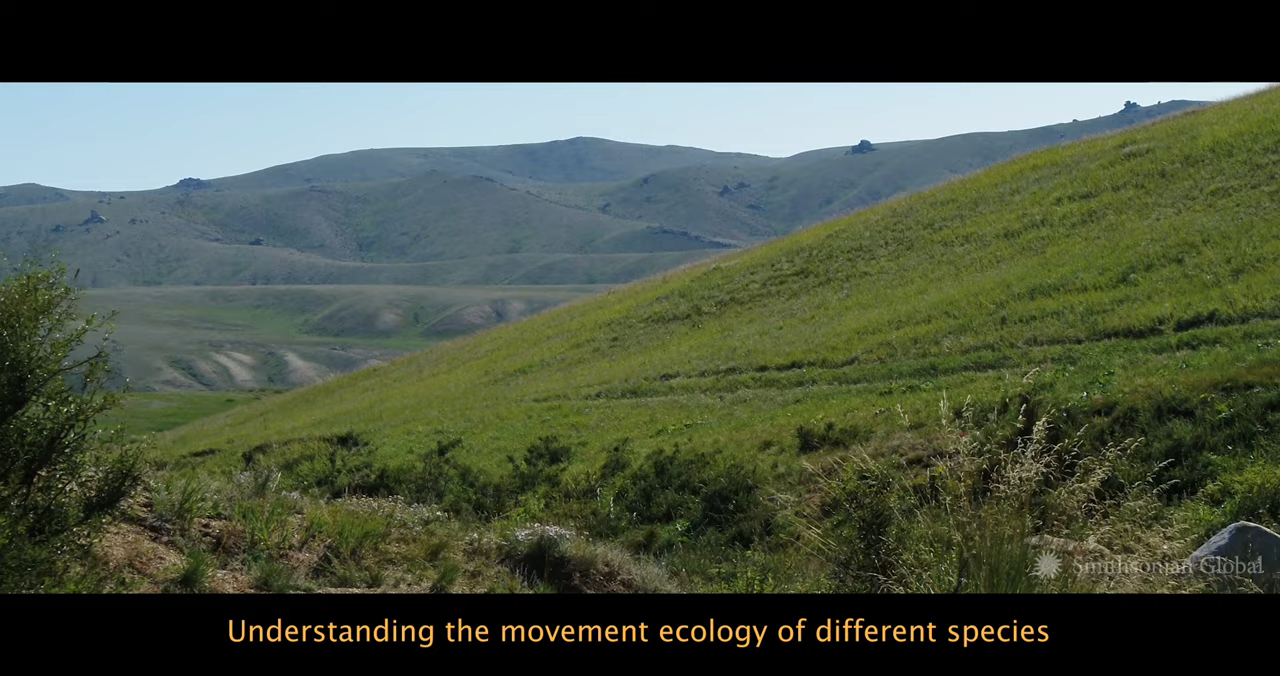 Smithsonian Global
Understanding the movement ecology of different species